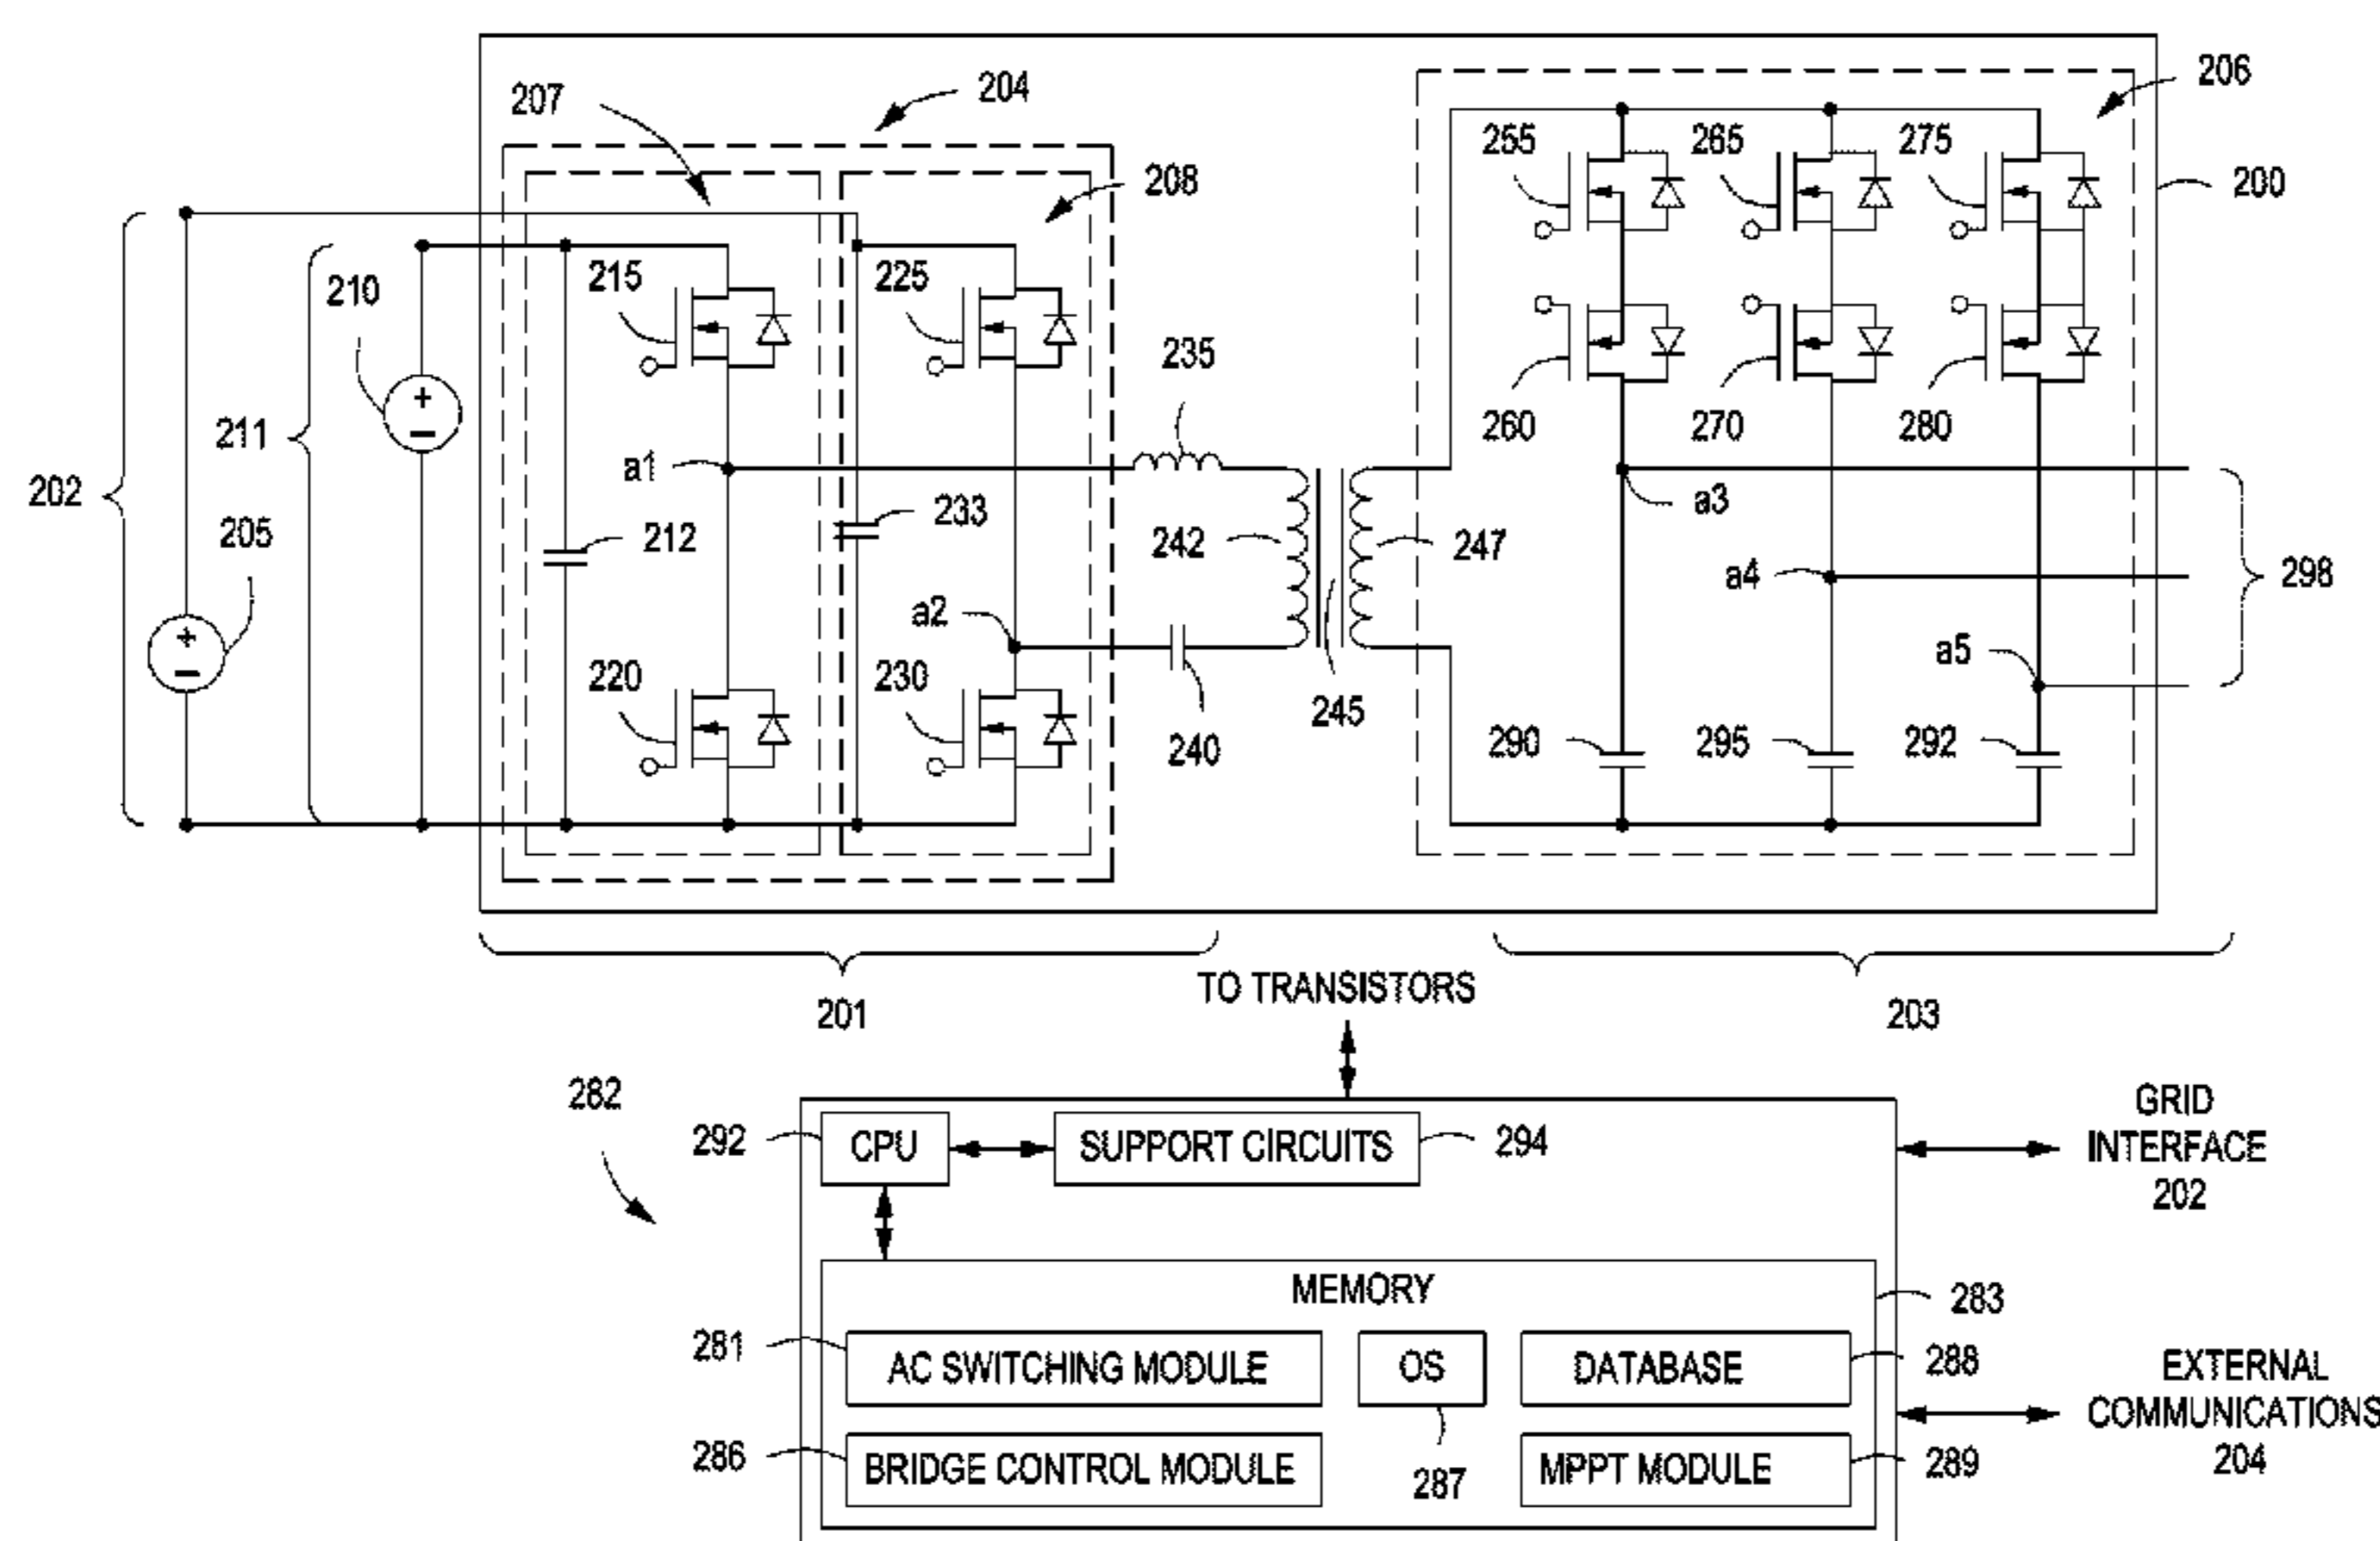 204
206
207
208
200
255
265
275
210
215
225
211
235
202
205
260
270
280
a1
a3
212
233
242
247
a4
298
a2
a5
220
230
245
240
290
295
292
201
203
TO TRANSISTORS
282
292
CPU
SUPPORT CIRCUITS
294
GRID
INTERFACE
202
MEMORY
283
281
AC SWITCHING MODULE
OS
DATABASE
288
EXTERNAL
COMMUNICATIONS
204
286
BRIDGE CONTROL MODULE
287
MPPT MODULE
289